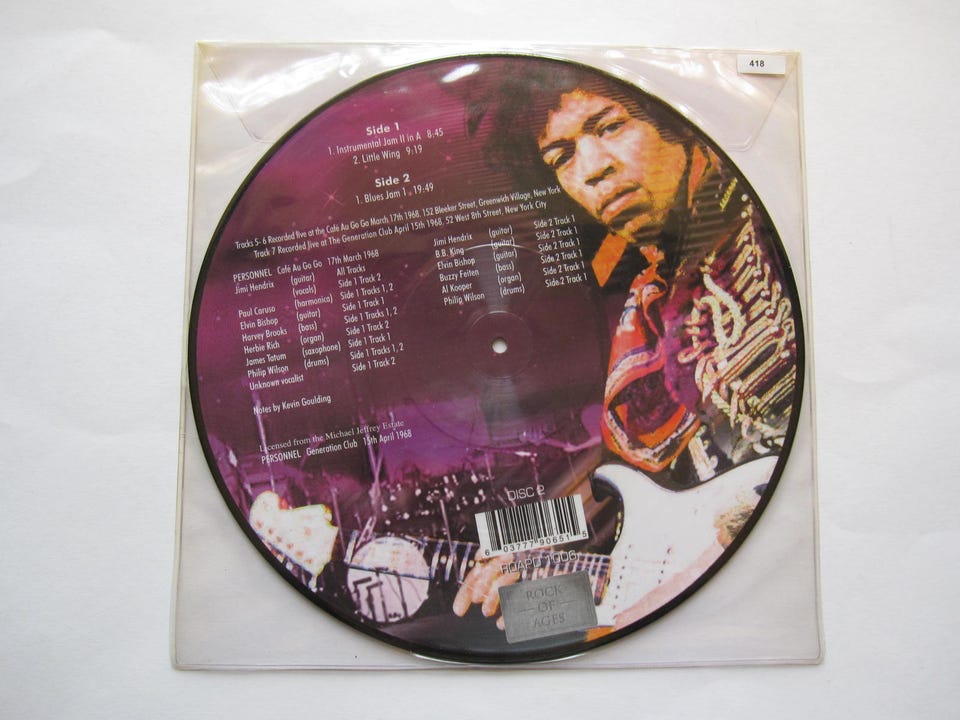 418
Side 1
1. Instrumental Jam II in A 8:45
2. Little Wing 9:19
Side 2
1. Blues Jam 1 19:49
Tracks 5- 6 Recorded live at the Café Au Go Go March 17th 1968, 152 Bleeker Street, Greenwich Village, New York
Track 7 Recorded live at The Generation Club April 15th 1968, 52 West 8th Street, New York City
PERSONNEL Café Au Go Go 17th March 1968
Jimi Hendrix (guitar) All Tracks
(vocals) Side 1 Track 2
Paul Caruso (harmonica) Side 1 Tracks 1, 2
Elvin Bishop (guitar) Side 1 Track 1
Harvey Brooks (bass) Side 1 Tracks 1, 2
Herbie Rich (organ) Side 1 Track 2
James Tatum (saxophone) Side 1 Track 1
Philip Wilson (drums) Side 1 Tracks 1, 2
Unknown vocalist Side 1 Track 2
Notes by Kevin Goulding
Licensed from the Michael Jeffrey Estate
PERSONNEL Generation Club 15th April 1968
Jimi Hendrix (guitar) Side 2 Track 1
B.B. King (guitar) Side 2 Track 1
Elvin Bishop (guitar) Side 2 Track 1
Buzzy Feiten (bass) Side 2 Track 1
Al Kooper (organ) Side 2 Track 1
Philip Wilson (drums) Side 2 Track 1
DISC 2
6 03777 90651 5
ROAPD 1006
ROCK
OF
AGES